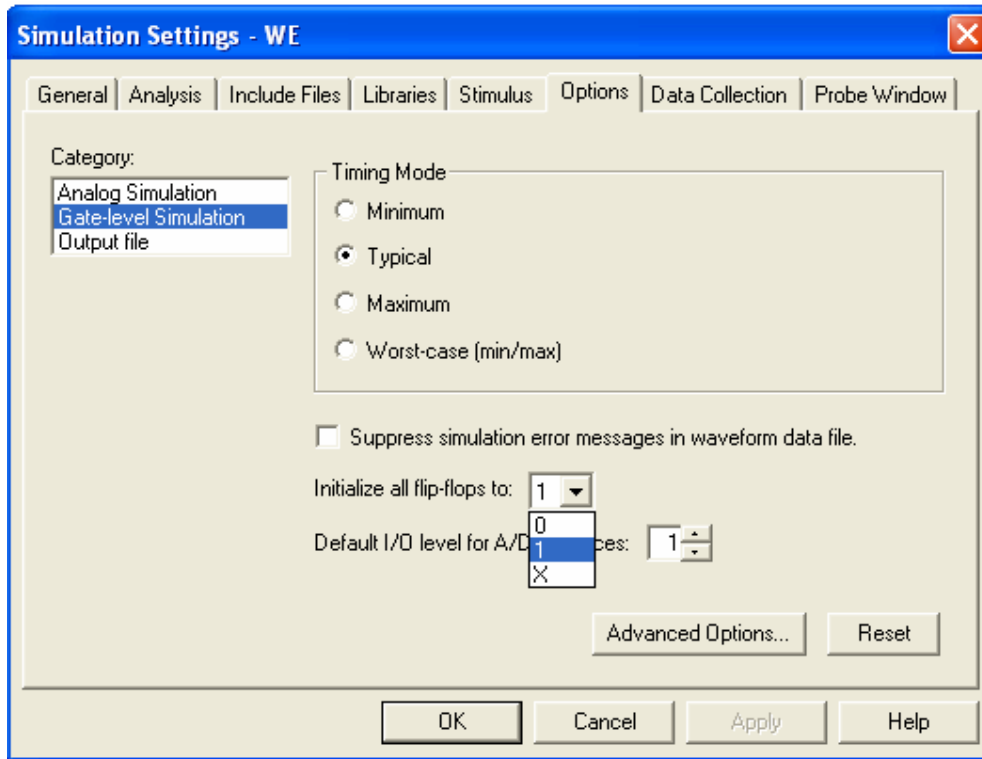 Simulation Settings - WE
General Analysis Include Files Libraries Stimulus Options Data Collection Probe Window
Category:
Analog Simulation
Gate-level Simulation
Output file
Timing Mode
Minimum
Typical
Maximum
Worst-case (min/max)
Suppress simulation error messages in waveform data file.
Initialize all flip-flops to: 1
0
1
X
Default I/O level for A/D ces: 1
Advanced Options... Reset
OK Cancel Apply Help